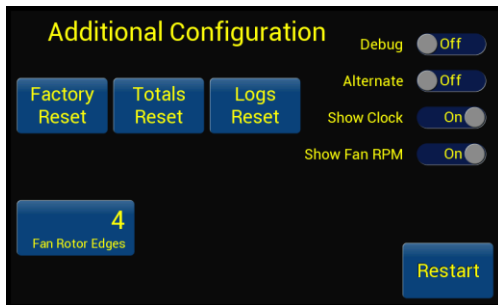 Additional Configuration
Debug Off
Alternate Off
Factory Reset
Totals Reset
Logs Reset
Show Clock On
Show Fan RPM On
4
Fan Rotor Edges
Restart